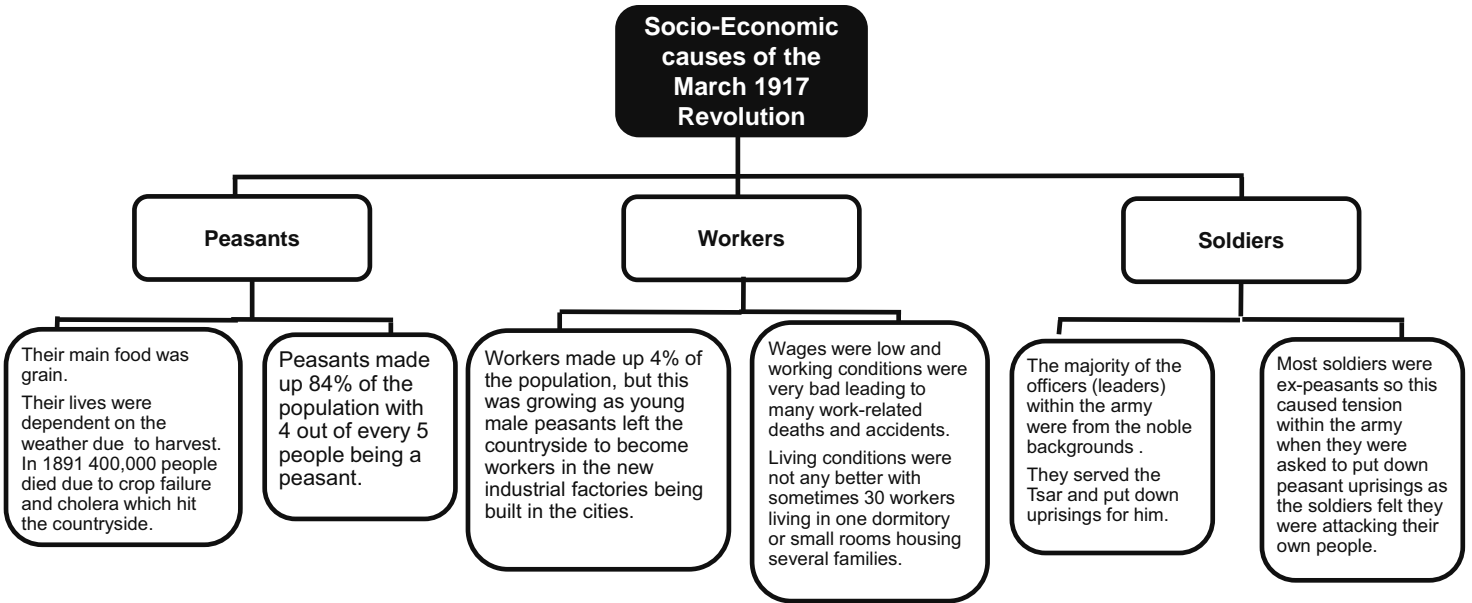 Socio-Economic
causes of the
March 1917
Revolution
Peasants
Workers
Soldiers
Their main food was
grain.
Their lives were
dependent on the
weather due to harvest.
In 1891 400,000 people
died due to crop failure
and cholera which hit
the countryside.
Peasants made
up 84% of the
population with
4 out of every 5
people being a
peasant.
Workers made up 4% of
the population, but this
was growing as young
male peasants left the
countryside to become
workers in the new
industrial factories being
built in the cities.
Wages were low and
working conditions were
very bad leading to
many work-related
deaths and accidents.
Living conditions were
not any better with
sometimes 30 workers
living in one dormitory
or small rooms housing
several families.
The majority of the
officers (leaders)
within the army
were from the noble
backgrounds .
They served the
Tsar and put down
uprisings for him.
Most soldiers were
ex-peasants so this
caused tension
within the army
when they were
asked to put down
peasant uprisings as
the soldiers felt they
were attacking their
own people.